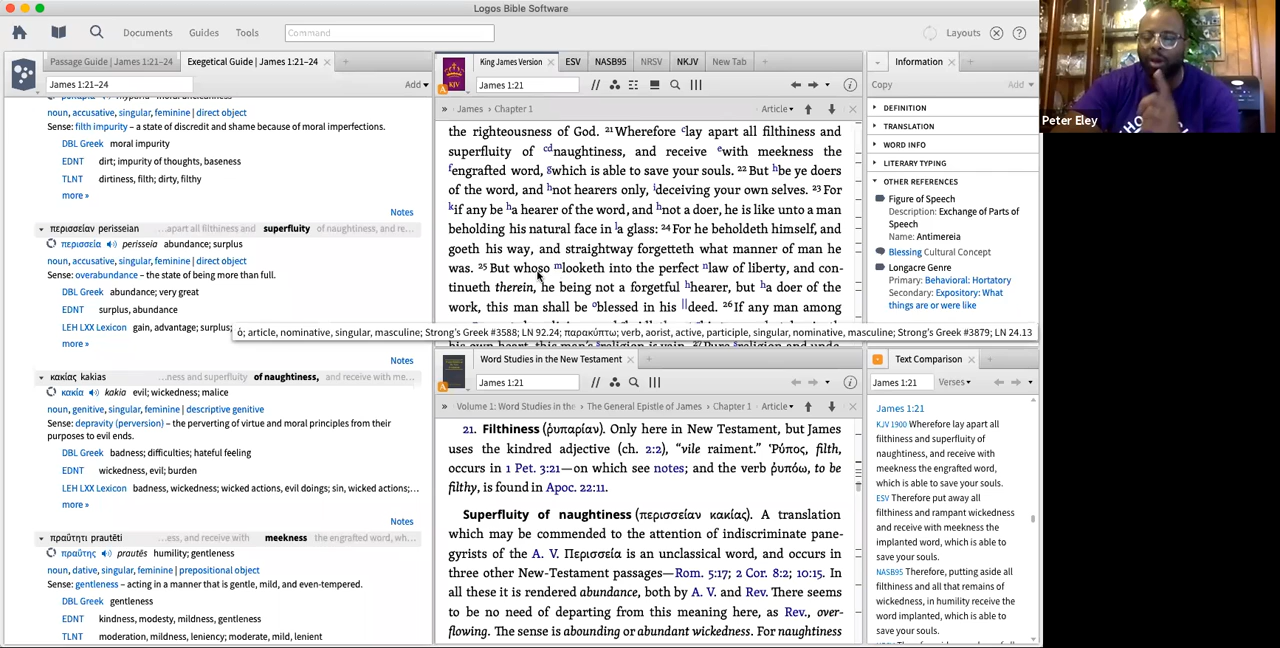 Logos Bible Software
Documents Guides Tools Command Layouts
Passage Guide | James 1:21–24 Exegetical Guide | James 1:21–24
James 1:21–24 Add
noun, accusative, singular, feminine | direct object
Sense: filth impurity – a state of discredit and shame because of moral imperfections.
DBL Greek moral impurity
EDNT dirt; impurity of thoughts, baseness
TLNT dirtiness, filth; dirty, filthy
more »
Notes
περισσείαν perisseian ...apart all filthiness and superfluity of naughtiness, and re...
περισσεία perisseia abundance; surplus
noun, accusative, singular, feminine | direct object
Sense: overabundance – the state of being more than full.
DBL Greek abundance; very great
EDNT surplus, abundance
LEH LXX Lexicon gain, advantage; surplus;
more »
Notes
κακίας kakias ...ness and superfluity of naughtiness, and receive with me...
κακία kakia evil; wickedness; malice
noun, genitive, singular, feminine | descriptive genitive
Sense: depravity (perversion) – the perverting of virtue and moral principles from their
purposes to evil ends.
DBL Greek badness; difficulties; hateful feeling
EDNT wickedness, evil; burden
LEH LXX Lexicon badness, wickedness; wicked actions, evil doings; sin, wicked actions;...
more »
Notes
πραΰτητι prautēti ...ess, and receive with meekness the engrafted word, wh...
πραΰτης prautēs humility; gentleness
noun, dative, singular, feminine | prepositional object
Sense: gentleness – acting in a manner that is gentle, mild, and even-tempered.
DBL Greek gentleness
EDNT kindness, modesty, mildness, gentleness
TLNT moderation, mildness, leniency; moderate, mild, lenient
King James Version ESV NASB95 NRSV NKJV New Tab
James 1:21
» James › Chapter 1 Article
the righteousness of God. 21 Wherefore c lay apart all filthiness and
superfluity of cd naughtiness, and receive e with meekness the
f engrafted word, g which is able to save your souls. 22 But h be ye doers
of the word, and h not hearers only, i deceiving your own selves. 23 For
k if any be h a hearer of the word, and h not a doer, he is like unto a man
beholding his natural face in l a glass: 24 For he beholdeth himself, and
goeth his way, and straightway forgetteth what manner of man he
was. 25 But whoso m looketh into the perfect n law of liberty, and con-
tinueth therein, he being not a forgetful h hearer, but h a doer of the
work, this man shall be o blessed in his || deed. 26 If any man among
ὁ; article, nominative, singular, masculine; Strong's Greek #3588; LN 92.24; παρακύπτω; verb, aorist, active, participle, singular, nominative, masculine; Strong's Greek #3879; LN 24.13
Word Studies in the New Testament
James 1:21
» Volume 1: Word Studies in the › The General Epistle of James › Chapter 1 Article
21. Filthiness (ῥυπαρίαν). Only here in New Testament, but James
uses the kindred adjective (ch. 2:2), “vile raiment.” Ῥύπος, filth,
occurs in 1 Pet. 3:21—on which see notes; and the verb ῥυπόω, to be
filthy, is found in Apoc. 22:11.
Superfluity of naughtiness (περισσείαν κακίας). A translation
which may be commended to the attention of indiscriminate pane-
gyrists of the A. V. Περισσεία is an unclassical word, and occurs in
three other New-Testament passages—Rom. 5:17; 2 Cor. 8:2; 10:15. In
all these it is rendered abundance, both by A. V. and Rev. There seems
to be no need of departing from this meaning here, as Rev., over-
flowing. The sense is abounding or abundant wickedness. For naughtiness
Information
Copy Add
DEFINITION
TRANSLATION
WORD INFO
LITERARY TYPING
OTHER REFERENCES
Figure of Speech
Description: Exchange of Parts of
Speech
Name: Antimereia
Blessing Cultural Concept
Longacre Genre
Primary: Behavioral: Hortatory
Secondary: Expository: What
things are or were like
Text Comparison
James 1:21 Verses
James 1:21
KJV 1900 Wherefore lay apart all
filthiness and superfluity of
naughtiness, and receive with
meekness the engrafted word,
which is able to save your souls.
ESV Therefore put away all
filthiness and rampant wickedness
and receive with meekness the
implanted word, which is able to
save your souls.
NASB95 Therefore, putting aside all
filthiness and all that remains of
wickedness, in humility receive the
word implanted, which is able to
save your souls.
Peter Eley